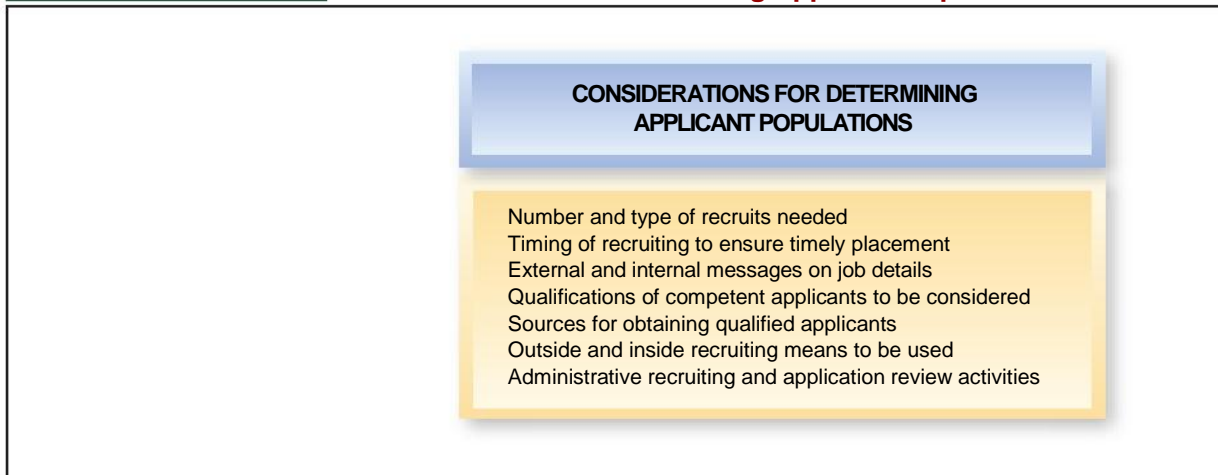 CONSIDERATIONS FOR DETERMINING
APPLICANT POPULATIONS
Number and type of recruits needed
Timing of recruiting to ensure timely placement
External and internal messages on job details
Qualifications of competent applicants to be considered
Sources for obtaining qualified applicants
Outside and inside recruiting means to be used
Administrative recruiting and application review activities